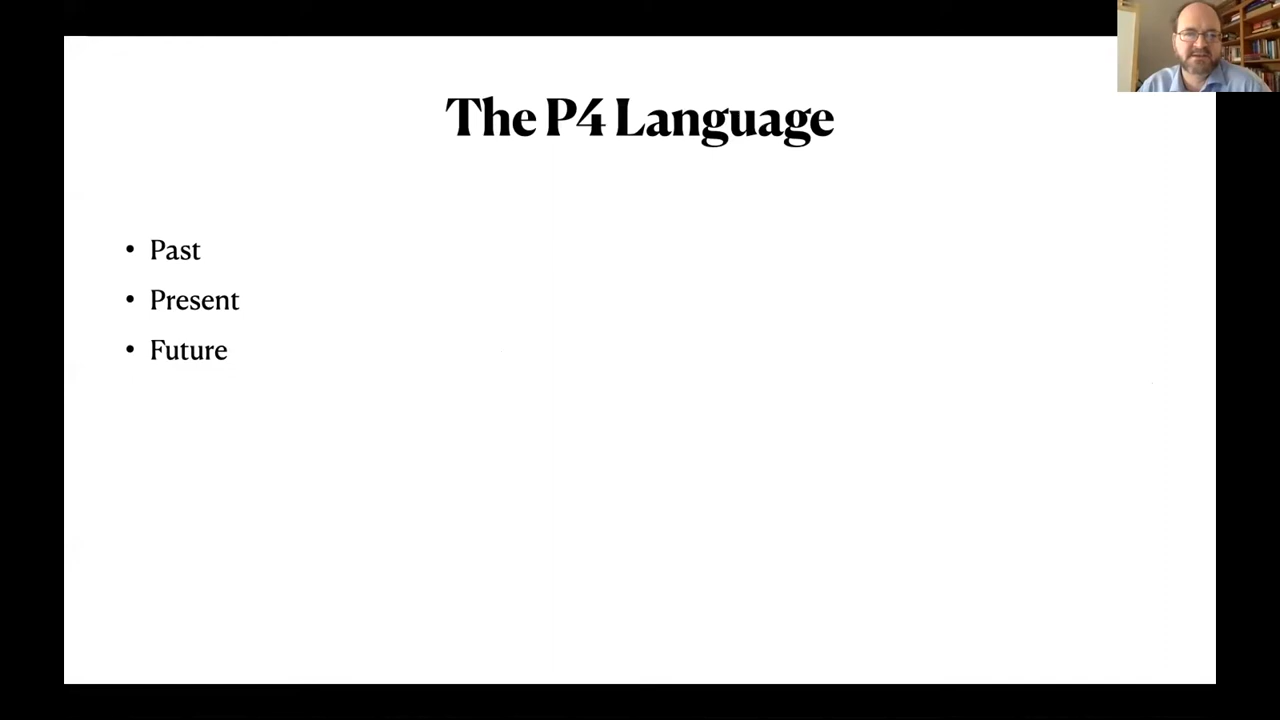 The P4 Language
• Past
• Present
• Future